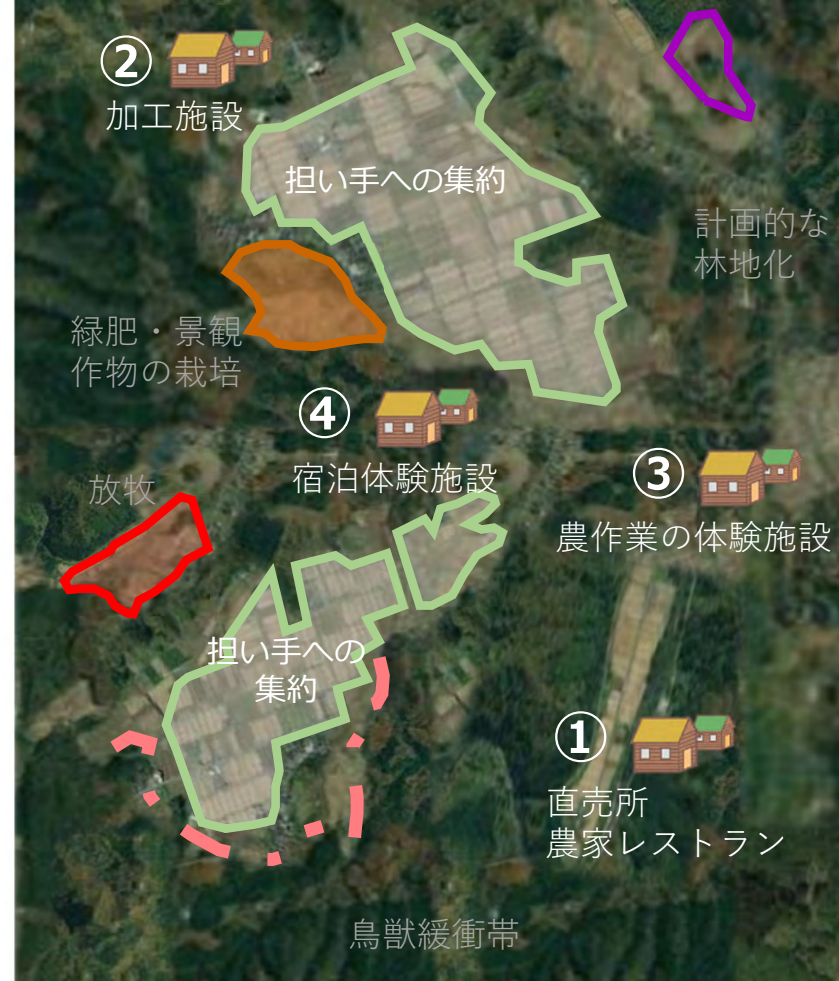 ②
加工施設
担い手への集約
計画的な
林地化
緑肥・景観
作物の栽培
④
宿泊体験施設
③
農作業の体験施設
放牧
担い手への
集約
①
直売所
農家レストラン
鳥獣緩衝帯